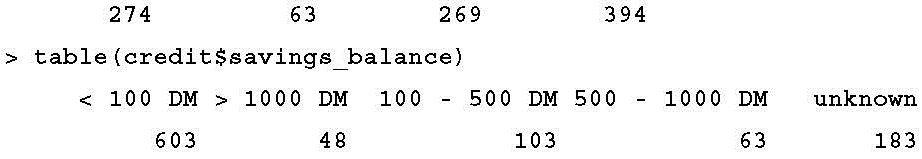 274 63 269 394
> table(credit$savings_balance)
< 100 DM > 1000 DM 100 - 500 DM 500 - 1000 DM unknown
603 48 103 63 183